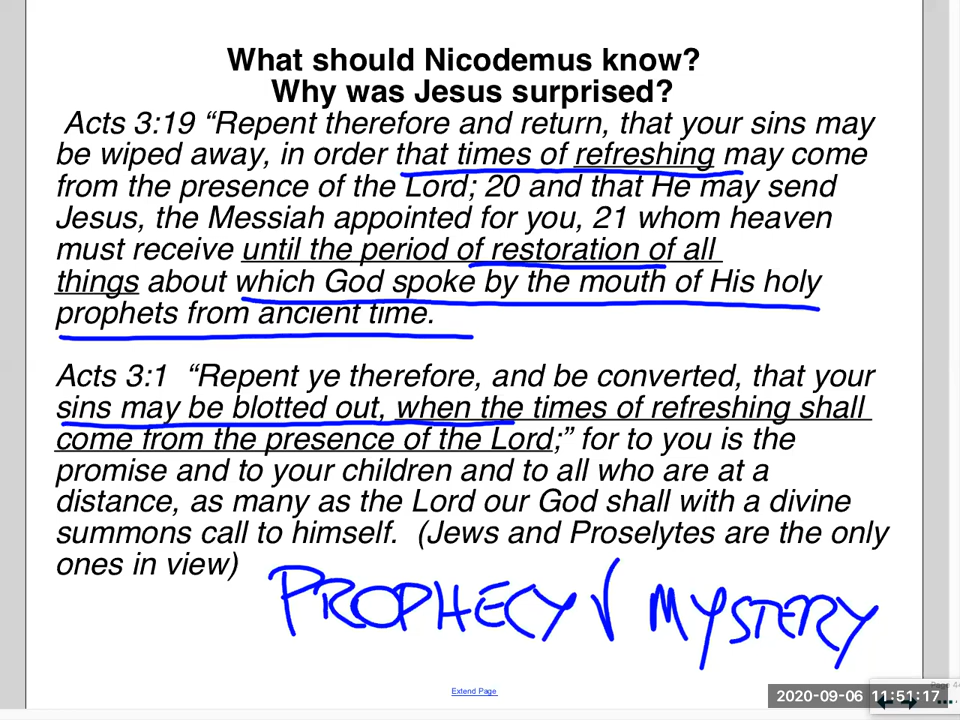 What should Nicodemus know?
Why was Jesus surprised?
Acts 3:19 “Repent therefore and return, that your sins may
be wiped away, in order that times of refreshing may come
from the presence of the Lord; 20 and that He may send
Jesus, the Messiah appointed for you, 21 whom heaven
must receive until the period of restoration of all
things about which God spoke by the mouth of His holy
prophets from ancient time.
Acts 3:1 “Repent ye therefore, and be converted, that your
sins may be blotted out, when the times of refreshing shall
come from the presence of the Lord;” for to you is the
promise and to your children and to all who are at a
distance, as many as the Lord our God shall with a divine
summons call to himself. (Jews and Proselytes are the only
ones in view)
PROPHECY √ MYSTERY
Extend Page
2020-09-06 11:51:17